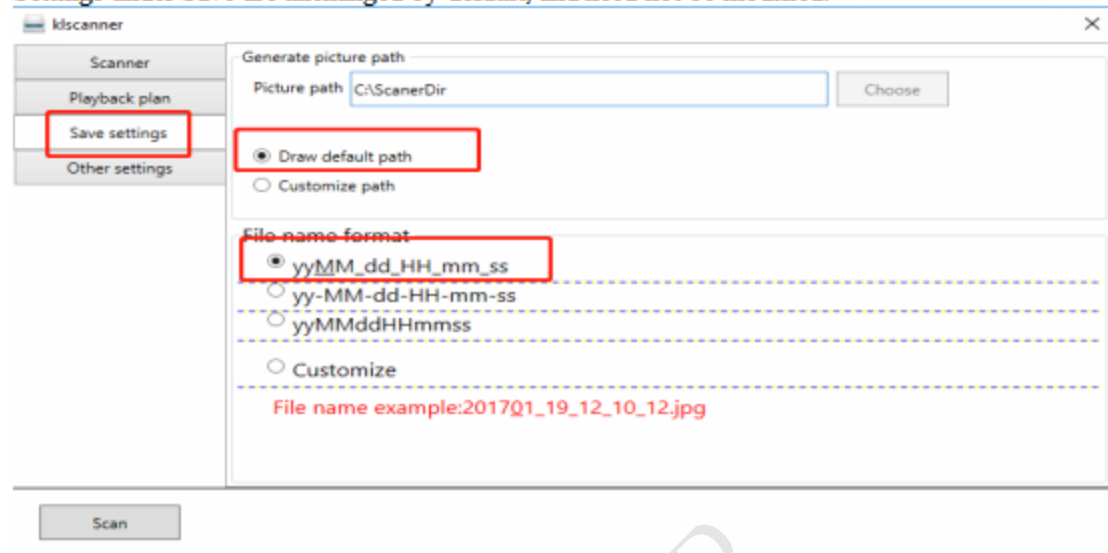 klscanner
Scanner
Playback plan
Save settings
Other settings
Generate picture path
Picture path C:\ScanerDir Choose
Draw default path
Customize path
File name format
yyMM_dd_HH_mm_ss
yy-MM-dd-HH-mm-ss
yyMMddHHmmss
Customize
File name example:201701_19_12_10_12.jpg
Scan